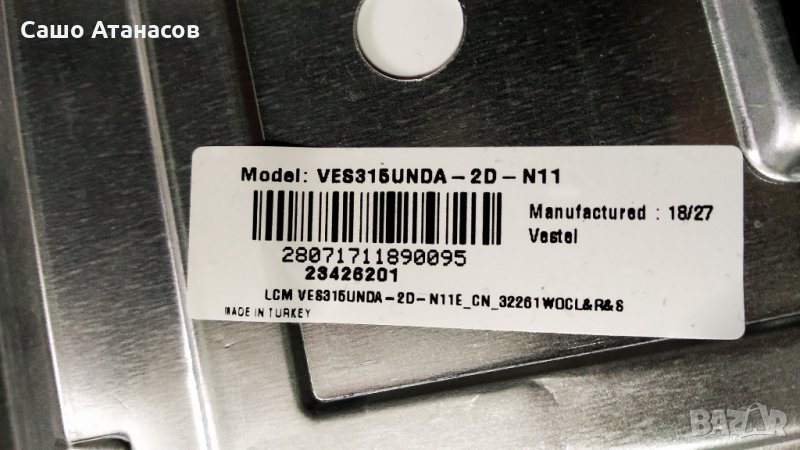 Сашо Атанасов
Model: VES315UNDA-2D-N11
Manufactured : 18/27
Vestel
28071711890095
23426201
LCM VES315UNDA-2D-N11E_CN_32261WOCL&R&S
MADE IN TURKEY
BAZAR